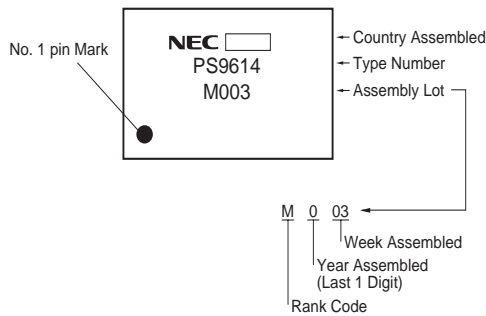 No. 1 pin Mark
NEC
PS9614
M003
Country Assembled
Type Number
Assembly Lot
M 0 03
Week Assembled
Year Assembled
(Last 1 Digit)
Rank Code